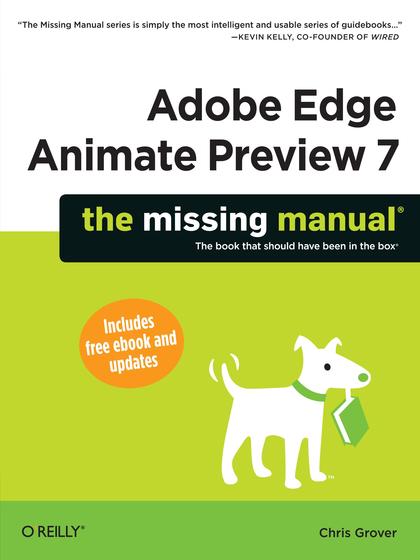 “The Missing Manual series is simply the most intelligent and usable series of guidebooks...”
—KEVIN KELLY, CO-FOUNDER OF WIRED
Adobe Edge
Animate Preview 7
the missing manual®
The book that should have been in the box®
Includes
free ebook and
updates
™
O REILLY®
Chris Grover